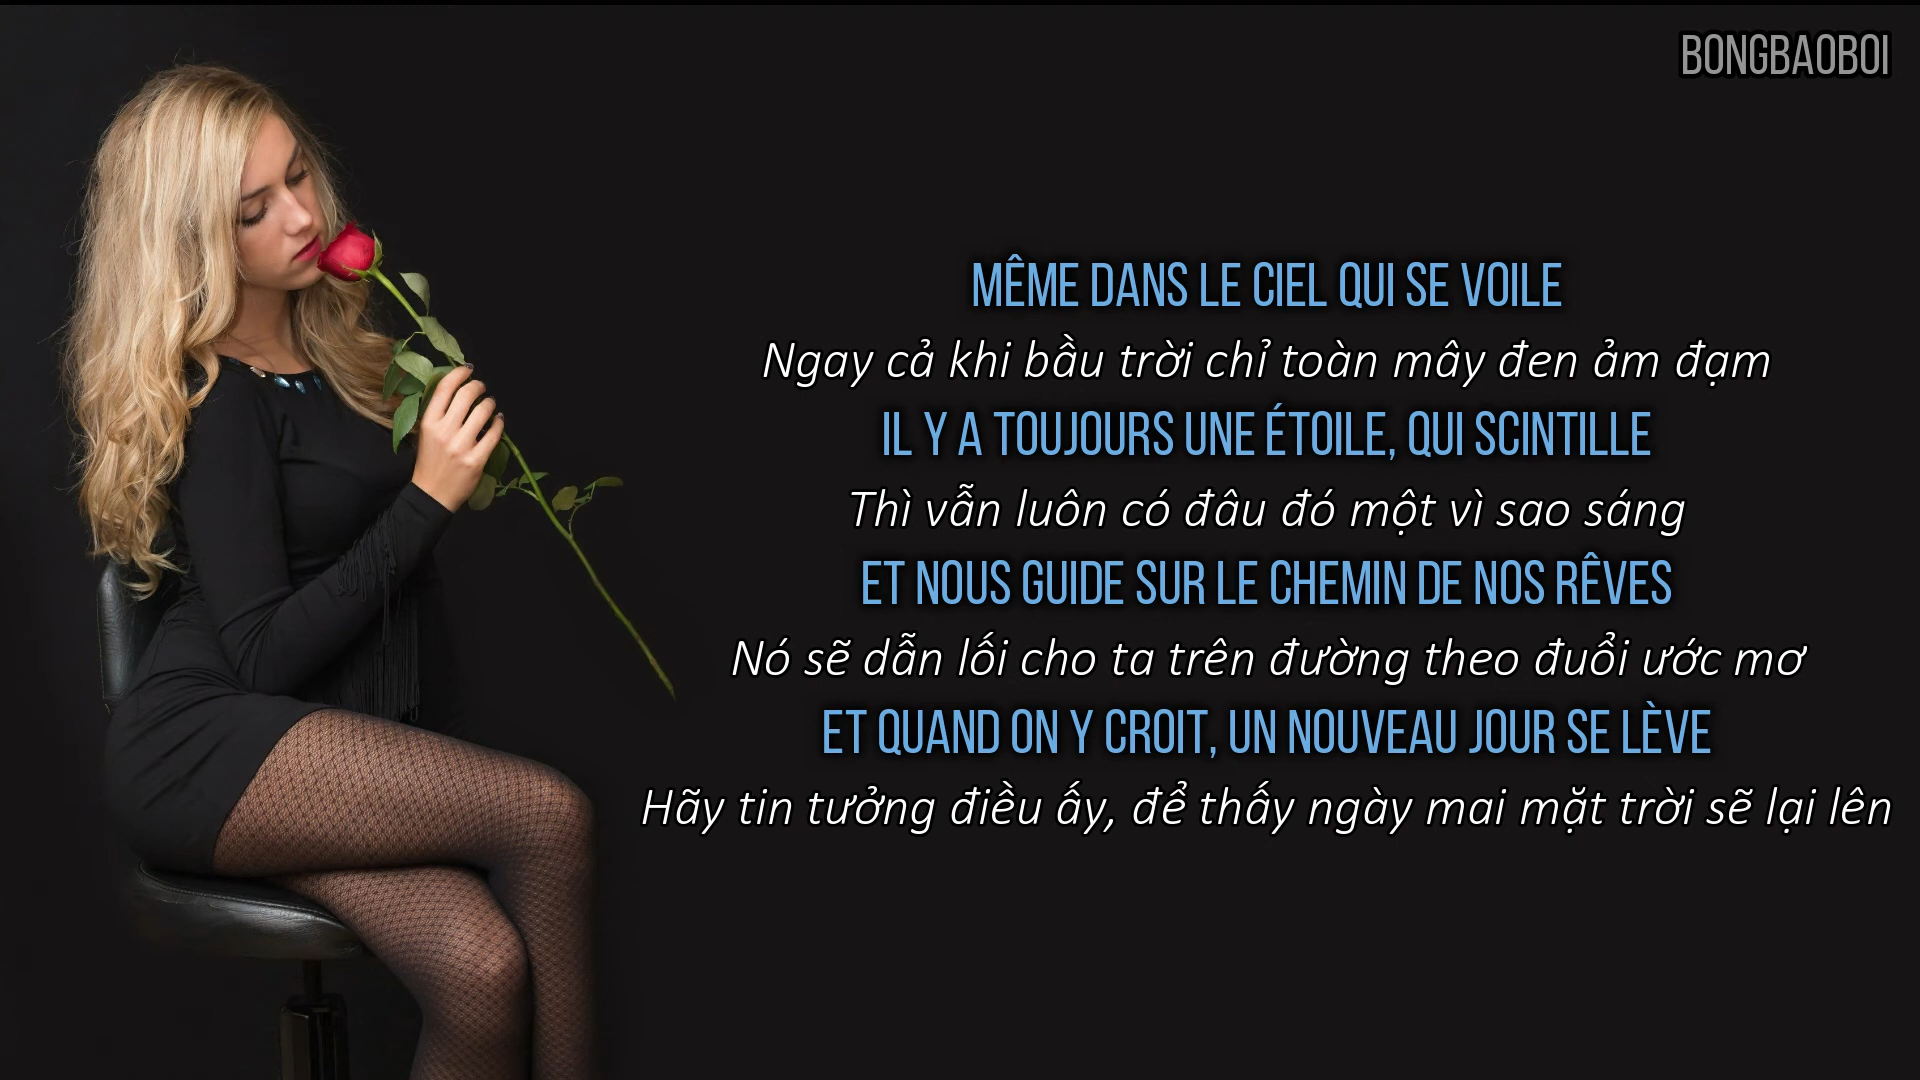 BONGBAOBOI
MÊME DANS LE CIEL QUI SE VOILE
Ngay cả khi bầu trời chỉ toàn mây đen ảm đạm
IL Y A TOUJOURS UNE ÉTOILE, QUI SCINTILLE
Thì vẫn luôn có đâu đó một vì sao sáng
ET NOUS GUIDE SUR LE CHEMIN DE NOS RÊVES
Nó sẽ dẫn lối cho ta trên đường theo đuổi ước mơ
ET QUAND ON Y CROIT, UN NOUVEAU JOUR SE LÈVE
Hãy tin tưởng điều ấy, để thấy ngày mai mặt trời sẽ lại lên